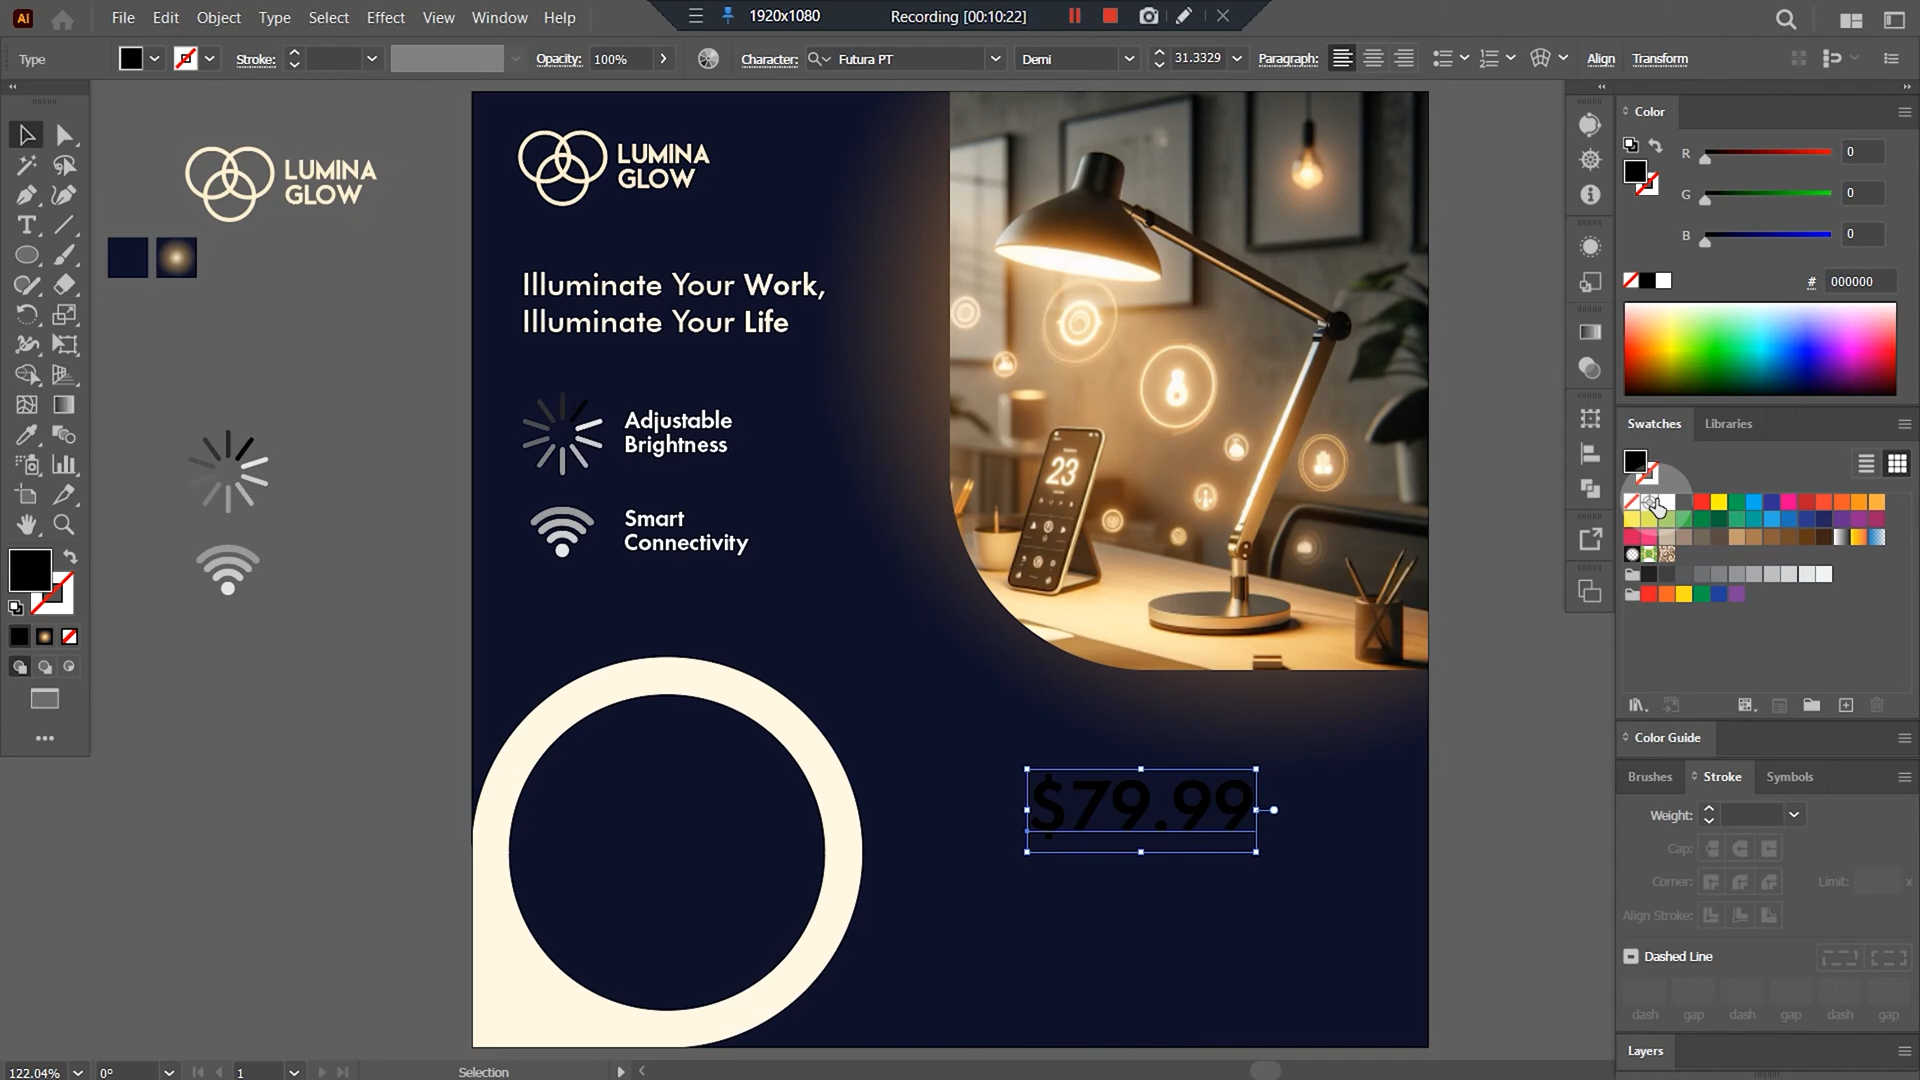 Ai
File Edit Object Type Select Effect View Window Help
1920x1080
Recording [00:10:22]
Type
Stroke:
Opacity:
100%
Character:
Futura PT
Demi
31.3329
Paragraph:
Align
Transform
LUMINA
GLOW
LUMINA
GLOW
Illuminate Your Work,
Illuminate Your Life
Adjustable
Brightness
Smart
Connectivity
23
$79.99
Color
R
0
G
0
B
0
#
000000
Swatches
Libraries
Color Guide
Brushes
Stroke
Symbols
Weight:
Cap:
Corner:
Limit:
x
Align Stroke:
Dashed Line
dash
gap
dash
gap
dash
gap
Layers
122.04%
0°
1
Selection